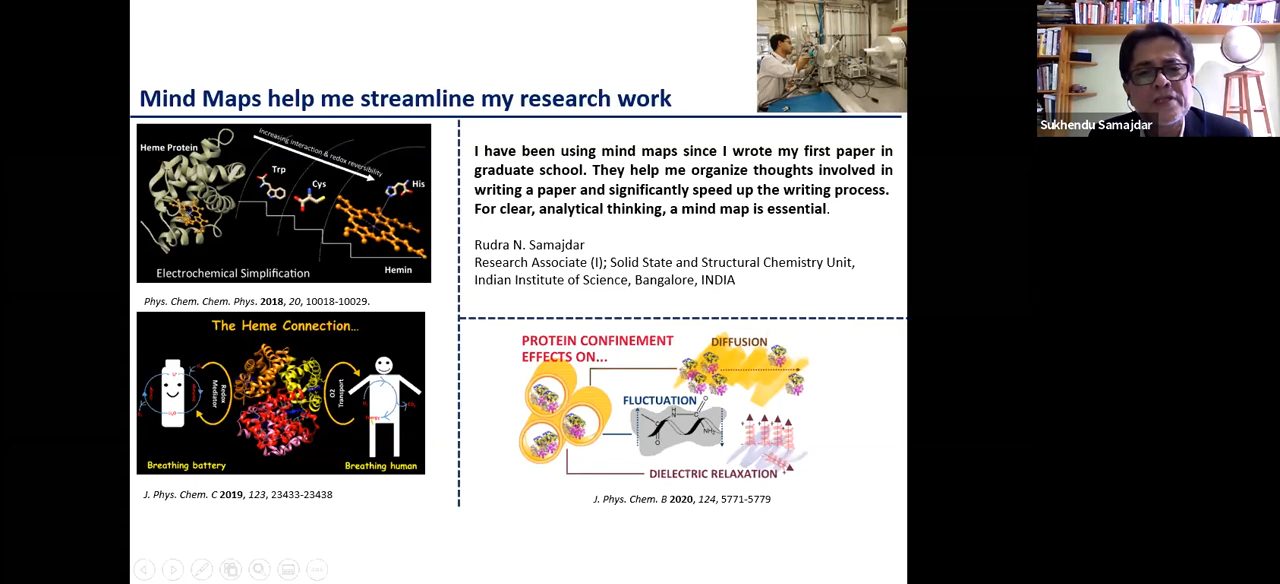 Mind Maps help me streamline my research work
Sukhendu Samajdar
Heme Protein
Increasing interaction & redox reversibility
Trp
Cys
His
Electrochemical Simplification
Hemin
Phys. Chem. Chem. Phys. 2018, 20, 10018-10029.
The Heme Connection...
Redox Mediator
O2 Transport
Breathing battery
Breathing human
J. Phys. Chem. C 2019, 123, 23433-23438
I have been using mind maps since I wrote my first paper in
graduate school. They help me organize thoughts involved in
writing a paper and significantly speed up the writing process.
For clear, analytical thinking, a mind map is essential.
Rudra N. Samajdar
Research Associate (I); Solid State and Structural Chemistry Unit,
Indian Institute of Science, Bangalore, INDIA
PROTEIN CONFINEMENT
EFFECTS ON...
DIFFUSION
FLUCTUATION
DIELECTRIC RELAXATION
J. Phys. Chem. B 2020, 124, 5771-5779